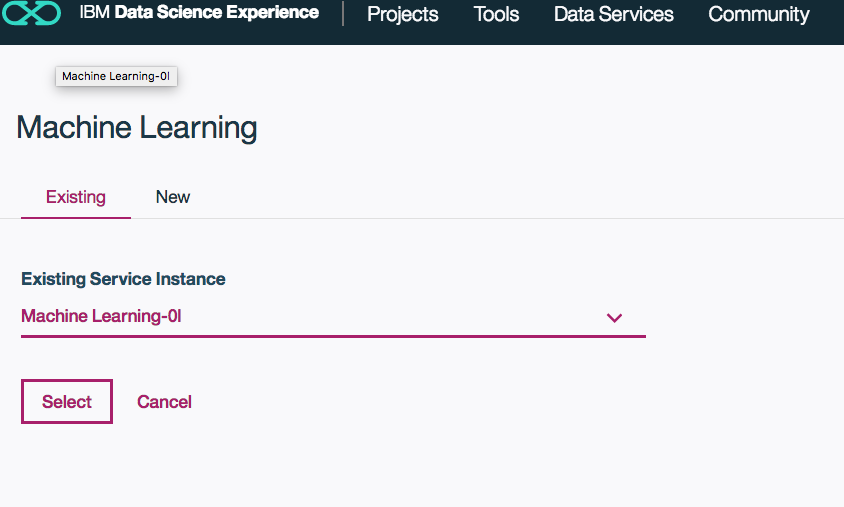 IBM Data Science Experience Projects Tools Data Services Community
Machine Learning-0l
Machine Learning
Existing New
Existing Service Instance
Machine Learning-0l
Select Cancel